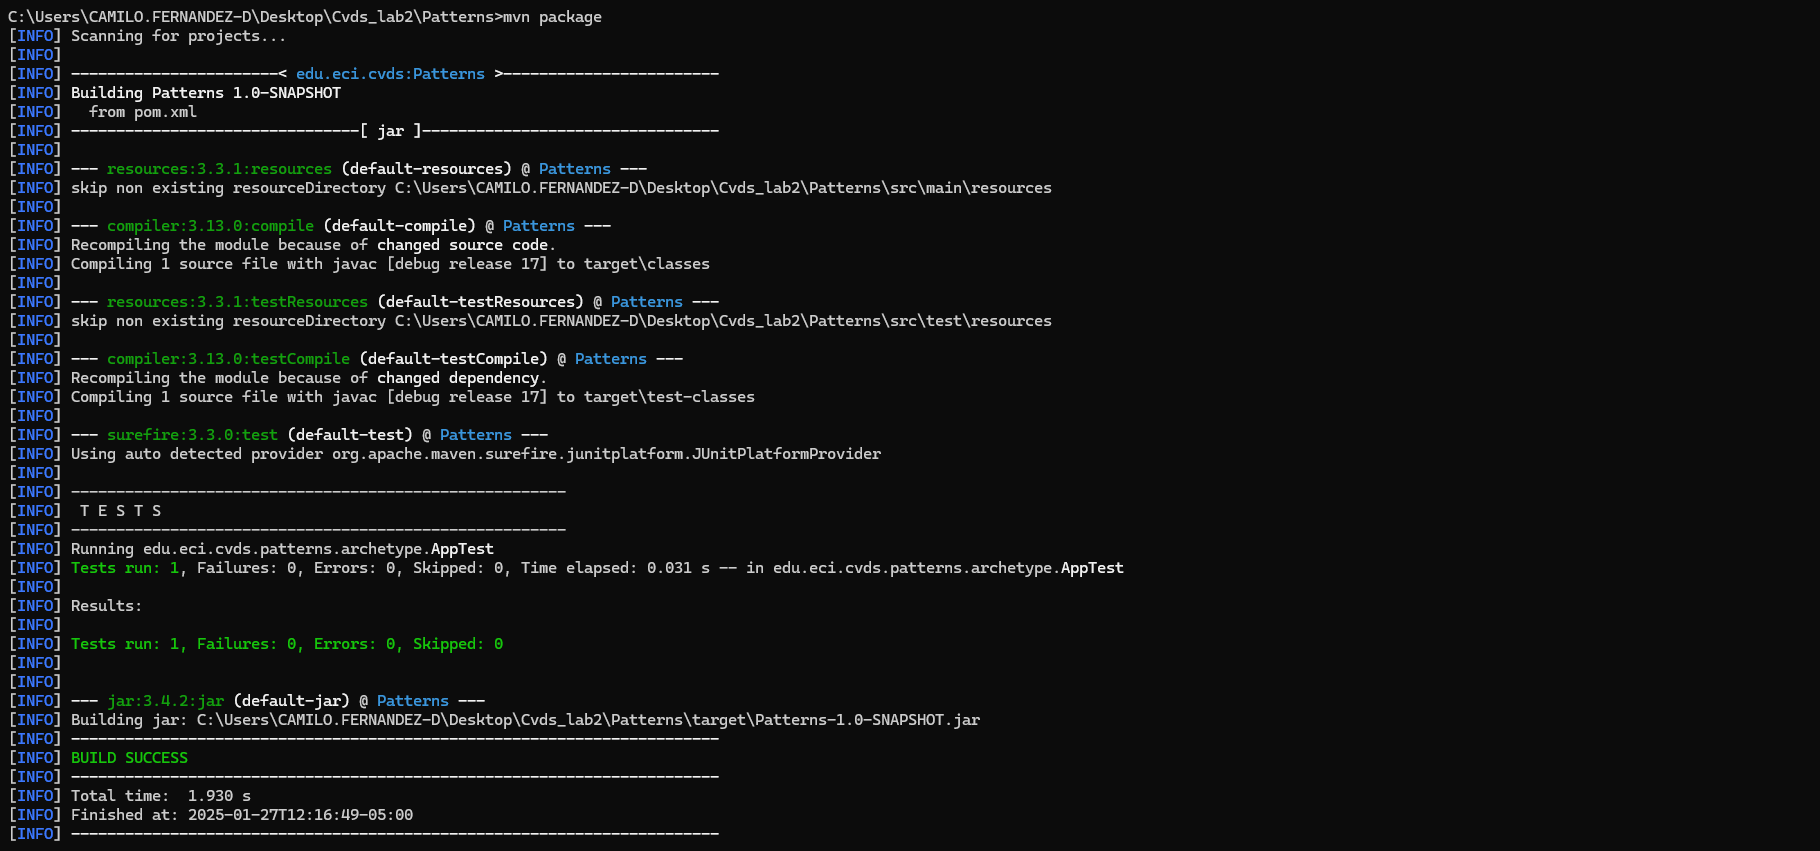 C:\Users\CAMILO.FERNANDEZ-D\Desktop\Cvds_lab2\Patterns>mvn package
[INFO] Scanning for projects...
[INFO]
[INFO] -----------------------< edu.eci.cvds:Patterns >------------------------
[INFO] Building Patterns 1.0-SNAPSHOT
[INFO]   from pom.xml
[INFO] --------------------------------[ jar ]---------------------------------
[INFO]
[INFO] --- resources:3.3.1:resources (default-resources) @ Patterns ---
[INFO] skip non existing resourceDirectory C:\Users\CAMILO.FERNANDEZ-D\Desktop\Cvds_lab2\Patterns\src\main\resources
[INFO]
[INFO] --- compiler:3.13.0:compile (default-compile) @ Patterns ---
[INFO] Recompiling the module because of changed source code.
[INFO] Compiling 1 source file with javac [debug release 17] to target\classes
[INFO]
[INFO] --- resources:3.3.1:testResources (default-testResources) @ Patterns ---
[INFO] skip non existing resourceDirectory C:\Users\CAMILO.FERNANDEZ-D\Desktop\Cvds_lab2\Patterns\src\test\resources
[INFO]
[INFO] --- compiler:3.13.0:testCompile (default-testCompile) @ Patterns ---
[INFO] Recompiling the module because of changed dependency.
[INFO] Compiling 1 source file with javac [debug release 17] to target\test-classes
[INFO]
[INFO] --- surefire:3.3.0:test (default-test) @ Patterns ---
[INFO] Using auto detected provider org.apache.maven.surefire.junitplatform.JUnitPlatformProvider
[INFO]
[INFO] -------------------------------------------------------
[INFO]  T E S T S
[INFO] -------------------------------------------------------
[INFO] Running edu.eci.cvds.patterns.archetype.AppTest
[INFO] Tests run: 1, Failures: 0, Errors: 0, Skipped: 0, Time elapsed: 0.031 s -- in edu.eci.cvds.patterns.archetype.AppTest
[INFO]
[INFO] Results:
[INFO]
[INFO] Tests run: 1, Failures: 0, Errors: 0, Skipped: 0
[INFO]
[INFO]
[INFO] --- jar:3.4.2:jar (default-jar) @ Patterns ---
[INFO] Building jar: C:\Users\CAMILO.FERNANDEZ-D\Desktop\Cvds_lab2\Patterns\target\Patterns-1.0-SNAPSHOT.jar
[INFO] ------------------------------------------------------------------------
[INFO] BUILD SUCCESS
[INFO] ------------------------------------------------------------------------
[INFO] Total time:  1.930 s
[INFO] Finished at: 2025-01-27T12:16:49-05:00
[INFO] ------------------------------------------------------------------------